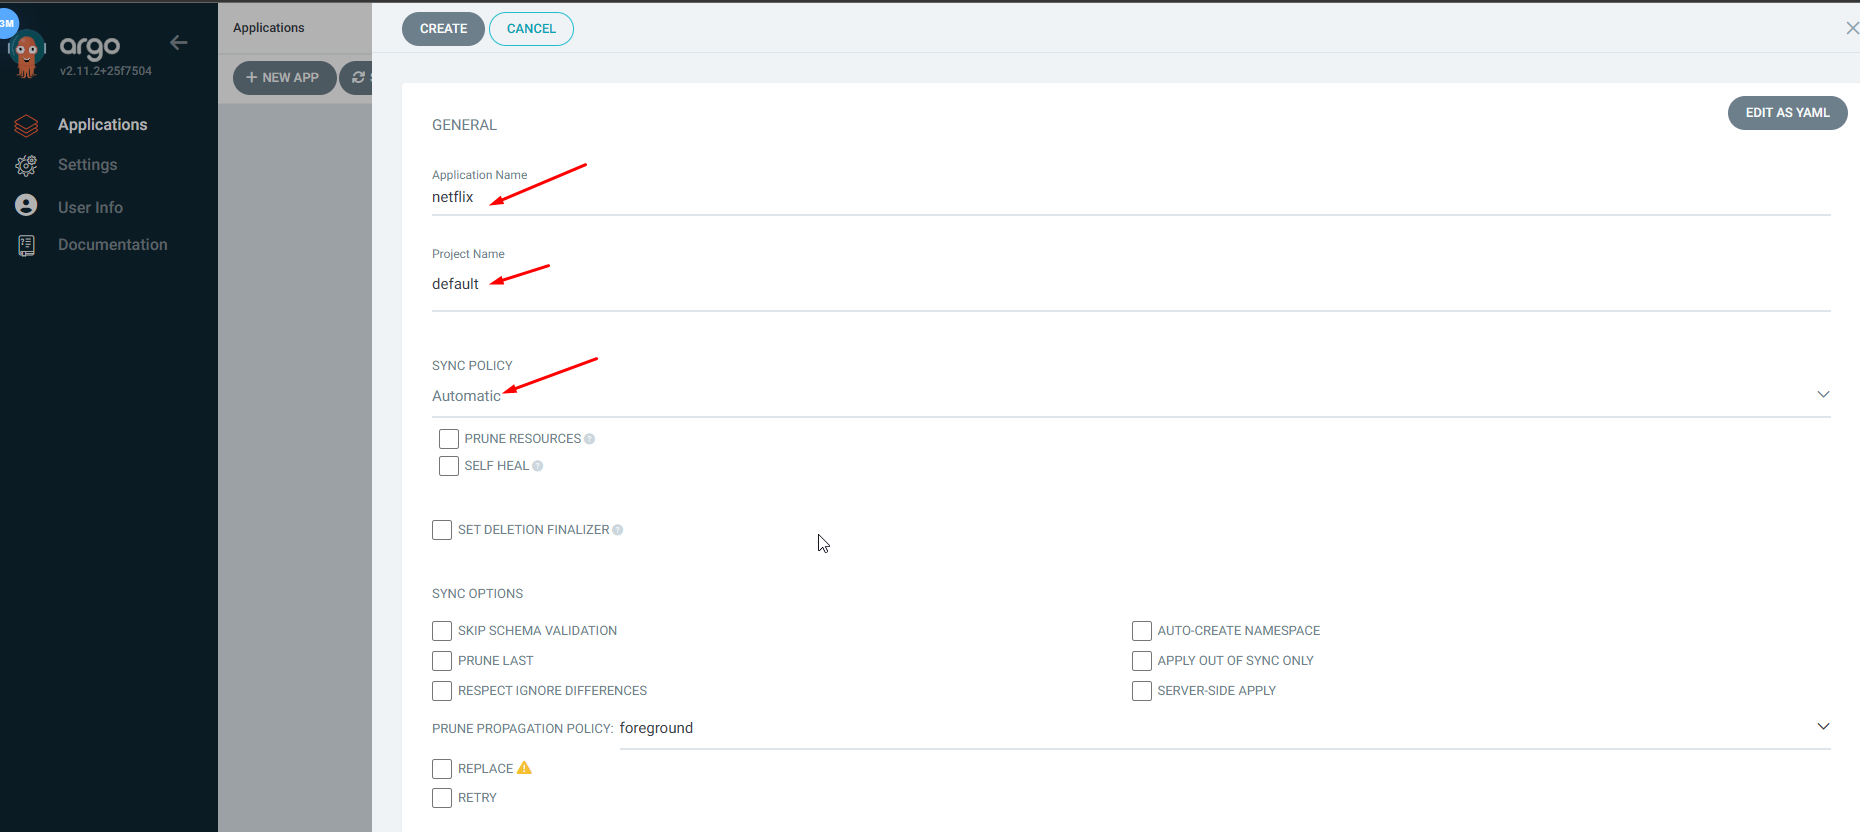 3M
argo
v2.11.2+25f7504
Applications
Settings
User Info
Documentation
Applications
+ NEW APP
CREATE
CANCEL
EDIT AS YAML
GENERAL
Application Name
netflix
Project Name
default
SYNC POLICY
Automatic
PRUNE RESOURCES
SELF HEAL
SET DELETION FINALIZER
SYNC OPTIONS
SKIP SCHEMA VALIDATION
AUTO-CREATE NAMESPACE
PRUNE LAST
APPLY OUT OF SYNC ONLY
RESPECT IGNORE DIFFERENCES
SERVER-SIDE APPLY
PRUNE PROPAGATION POLICY: foreground
REPLACE
RETRY